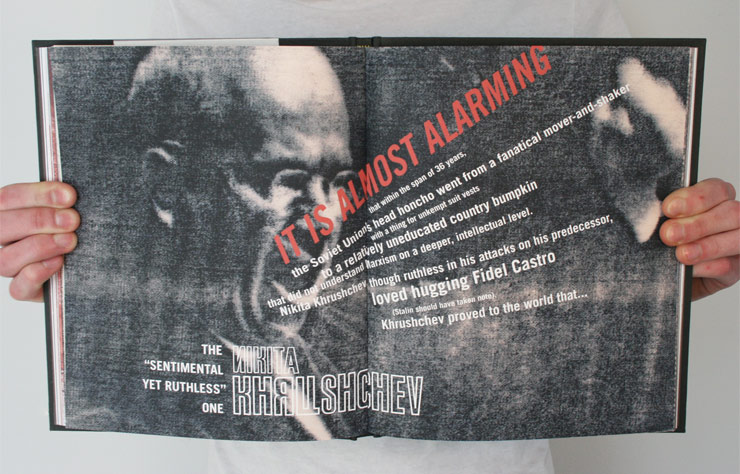 IT IS ALMOST ALARMING
that within the span of 36 years,
the Soviet Union's head honcho went from a fanatical mover-and-shaker
with a thing for unkempt suit vests
to a relatively uneducated country bumpkin
that did not understand Marxism on a deeper, intellectual level.
Nikita Khrushchev though ruthless in his attacks on his predecessor,
loved hugging Fidel Castro
(Stalin should have taken note).
Khrushchev proved to the world that...
THE
"SENTIMENTAL
YET RUTHLESS"
ONE
ИIKITA
KHЯUSHCHEV